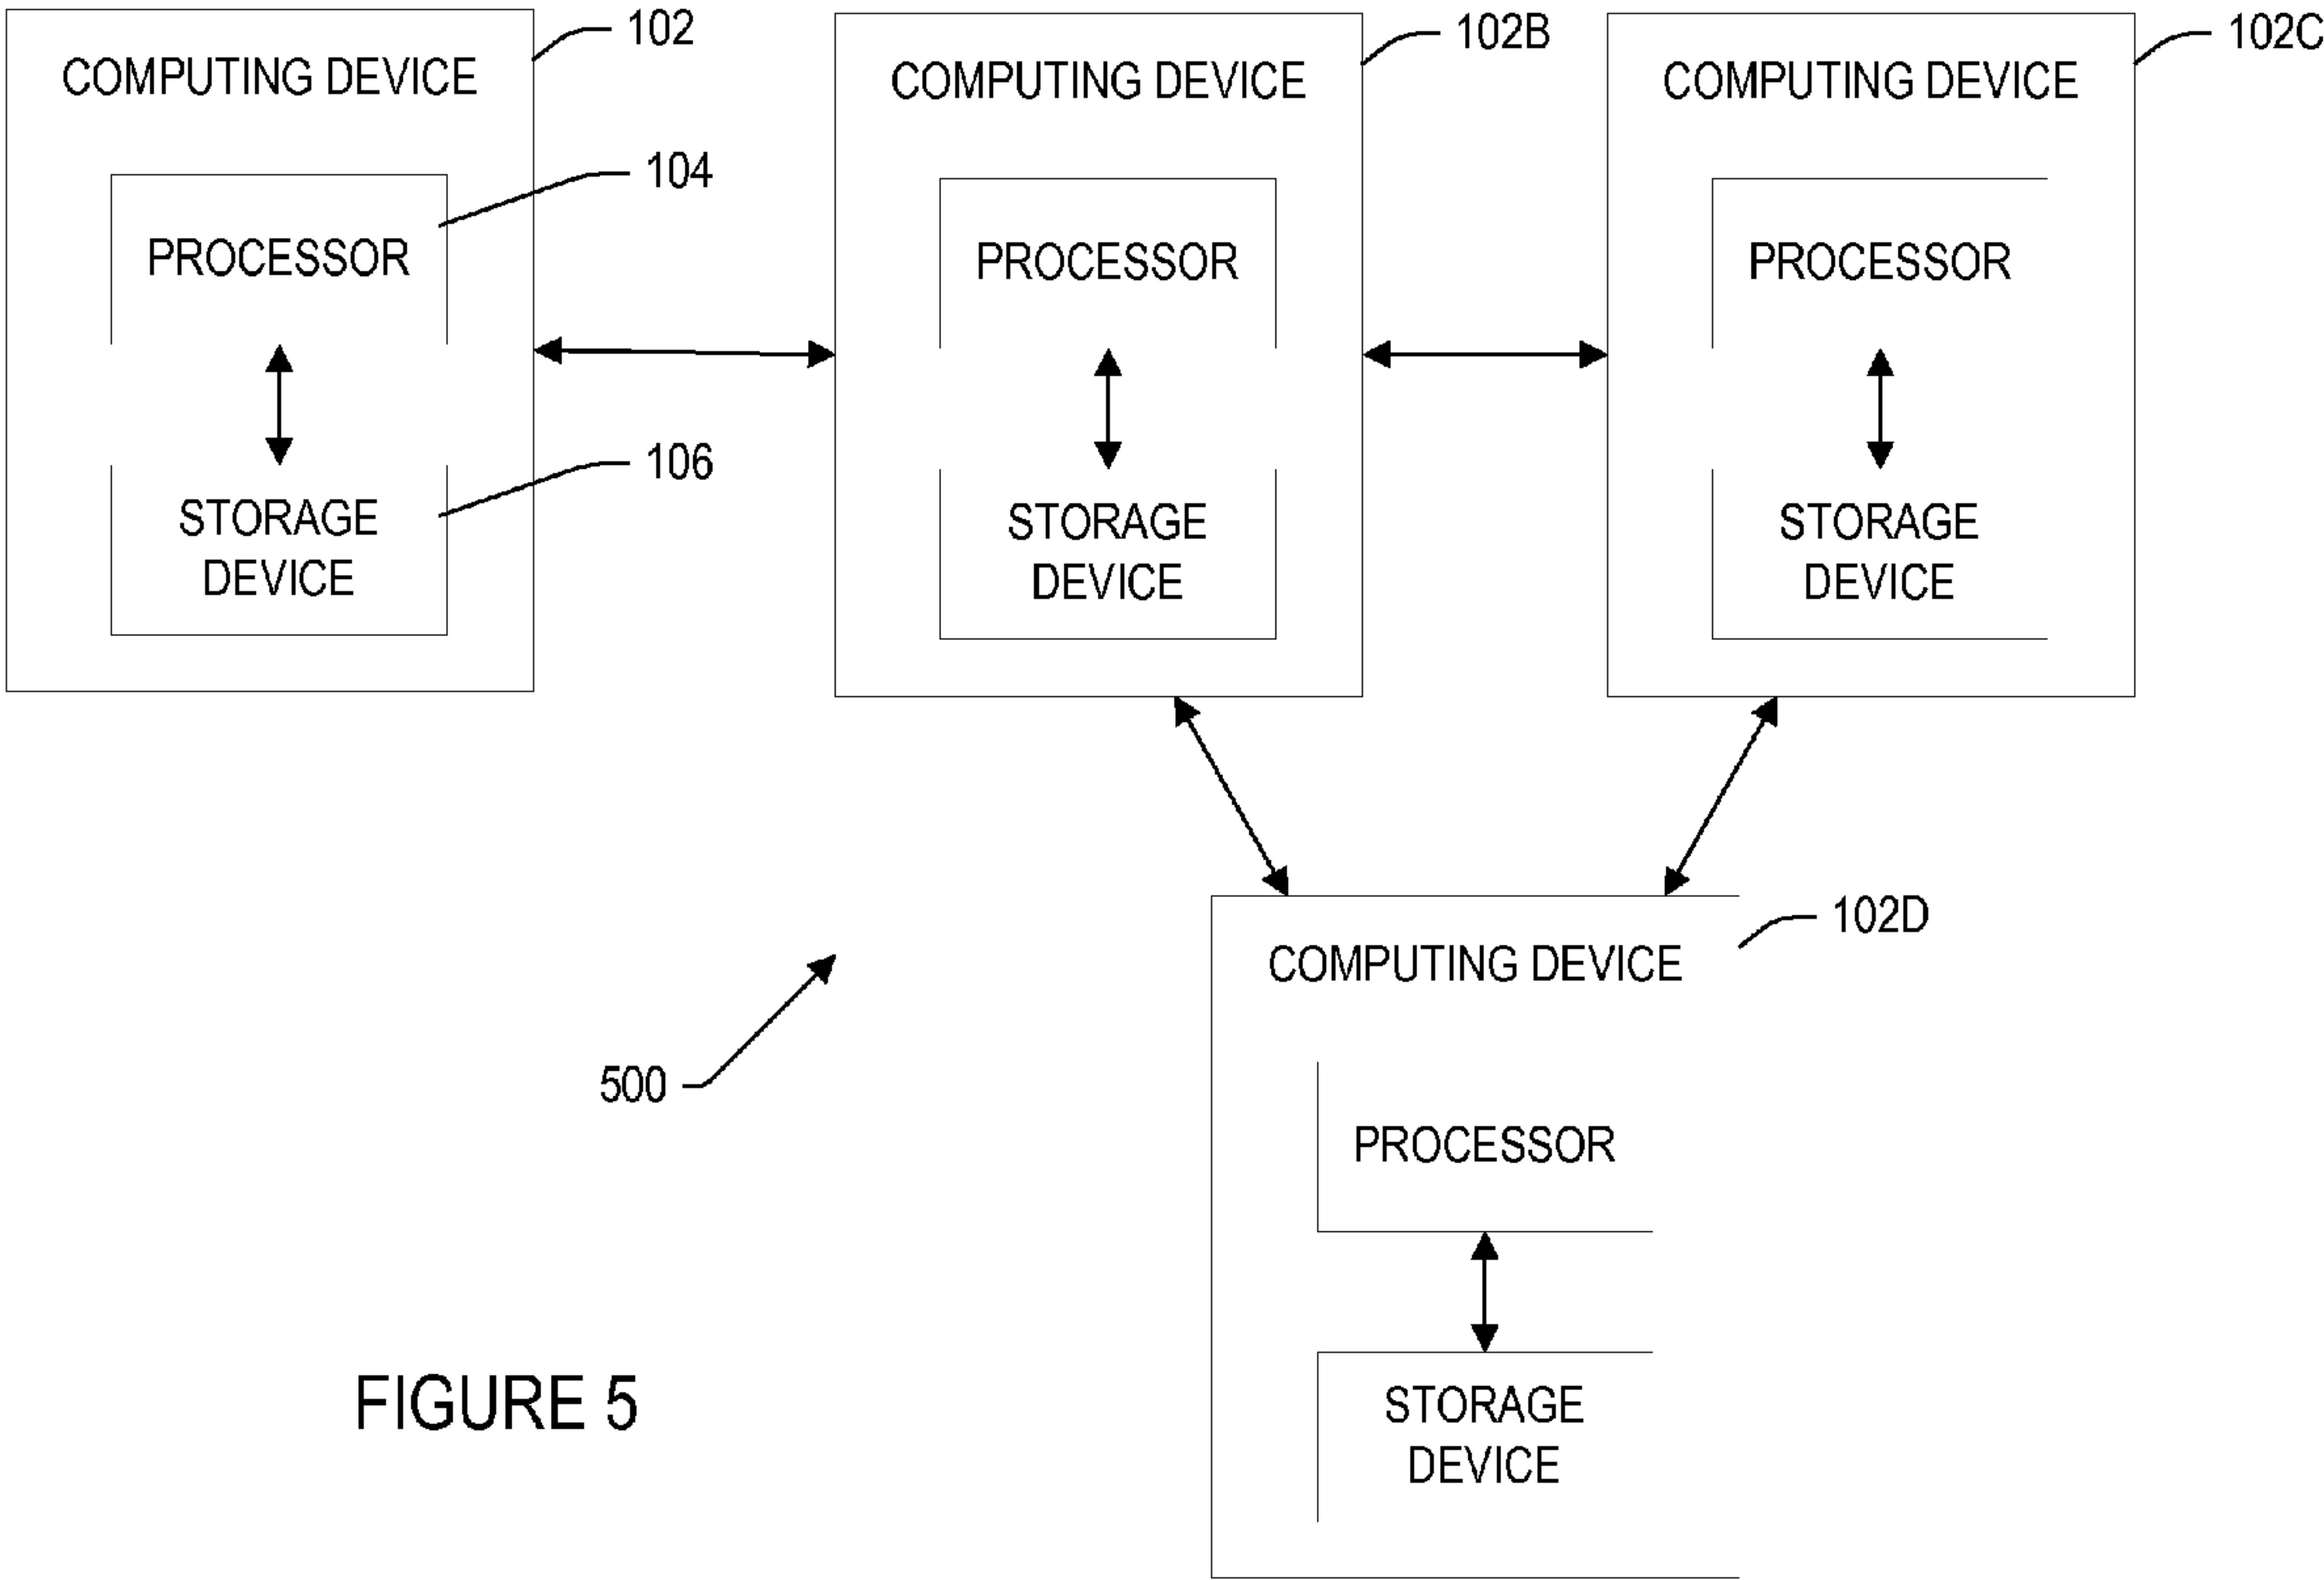 102
COMPUTING DEVICE
104
PROCESSOR
106
STORAGE
DEVICE
102B
COMPUTING DEVICE
PROCESSOR
STORAGE
DEVICE
102C
COMPUTING DEVICE
PROCESSOR
STORAGE
DEVICE
102D
COMPUTING DEVICE
PROCESSOR
STORAGE
DEVICE
500
FIGURE 5